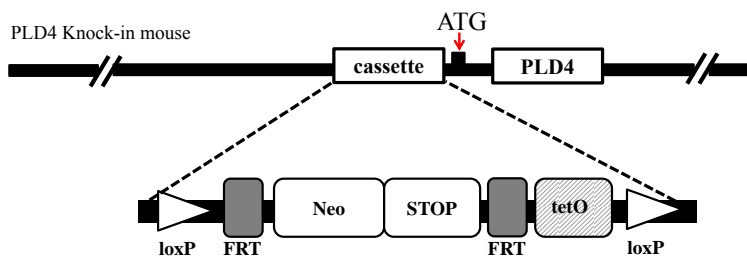 PLD4 Knock-in mouse
ATG
cassette
PLD4
Neo
STOP
tetO
loxP
FRT
FRT
loxP